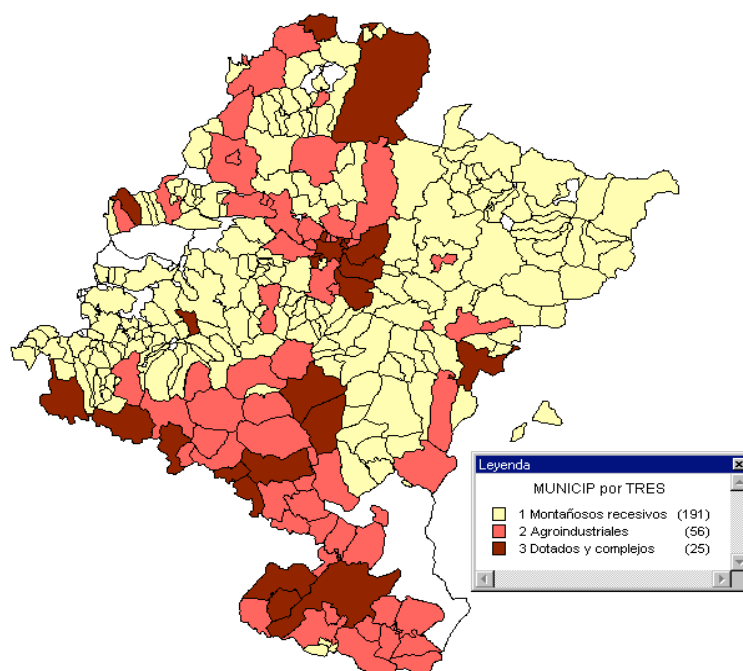 Leyenda
MUNICIP por TRES
1 Montañosos recesivos (191)
2 Agroindustriales (56)
3 Dotados y complejos (25)